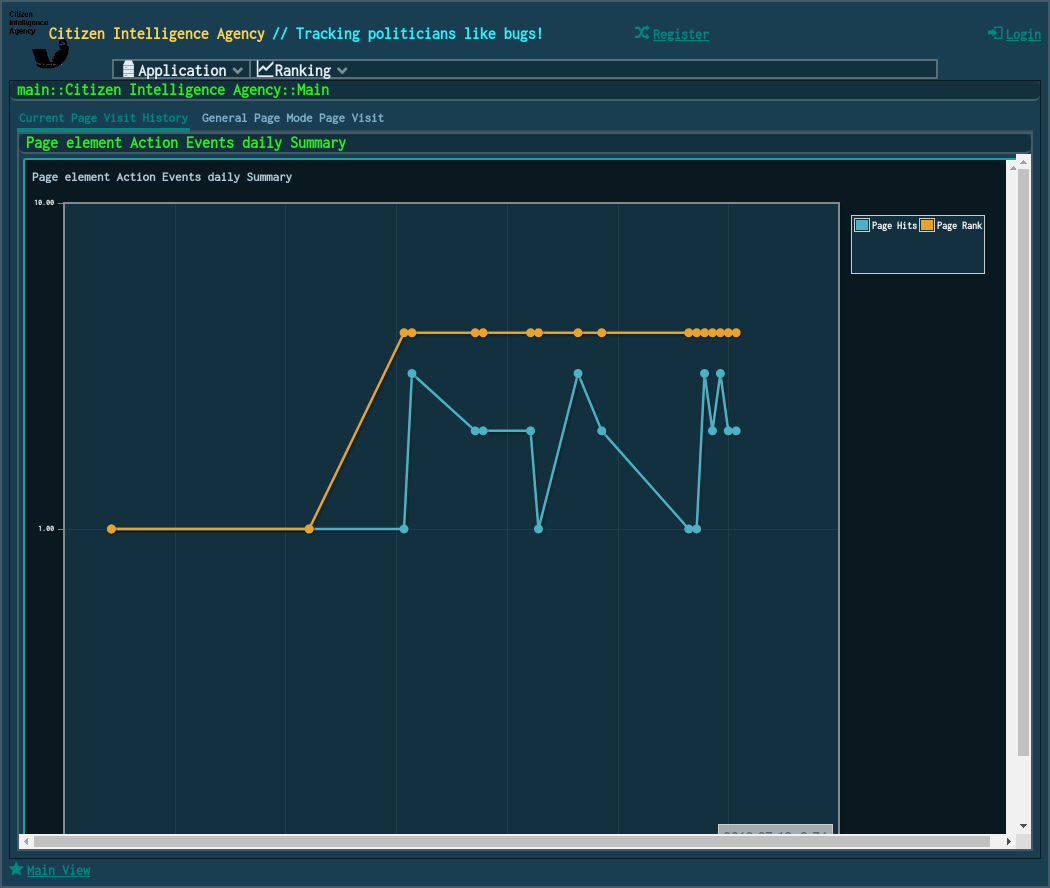 Citizen
Intelligence
Agency
Citizen Intelligence Agency // Tracking politicians like bugs!
Register
Login
Application
Ranking
main::Citizen Intelligence Agency::Main
Current Page Visit History
General Page Mode Page Visit
Page element Action Events daily Summary
Page element Action Events daily Summary
10.00
Page Hits
Page Rank
1.00
Main View